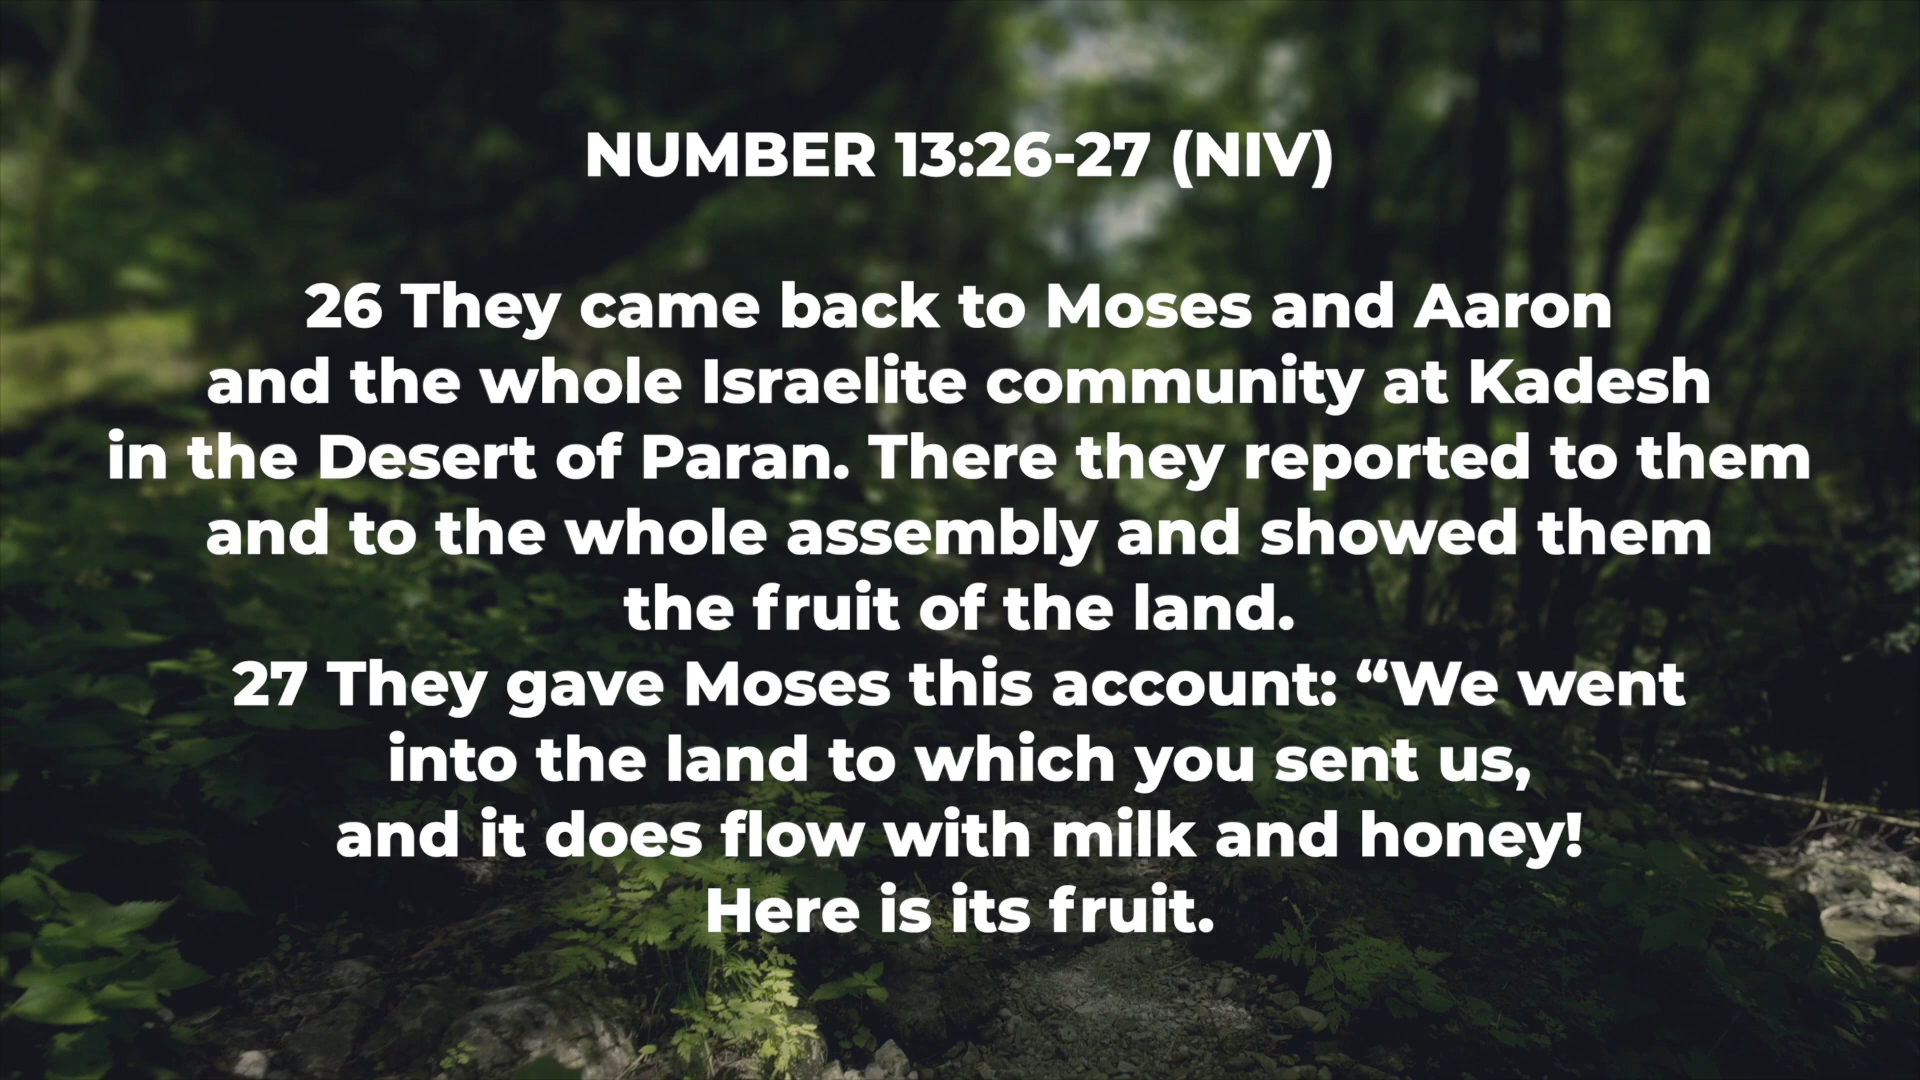 NUMBER 13:26-27 (NIV)
26 They came back to Moses and Aaron
and the whole Israelite community at Kadesh
in the Desert of Paran. There they reported to them
and to the whole assembly and showed them
the fruit of the land.
27 They gave Moses this account: “We went
into the land to which you sent us,
and it does flow with milk and honey!
Here is its fruit.